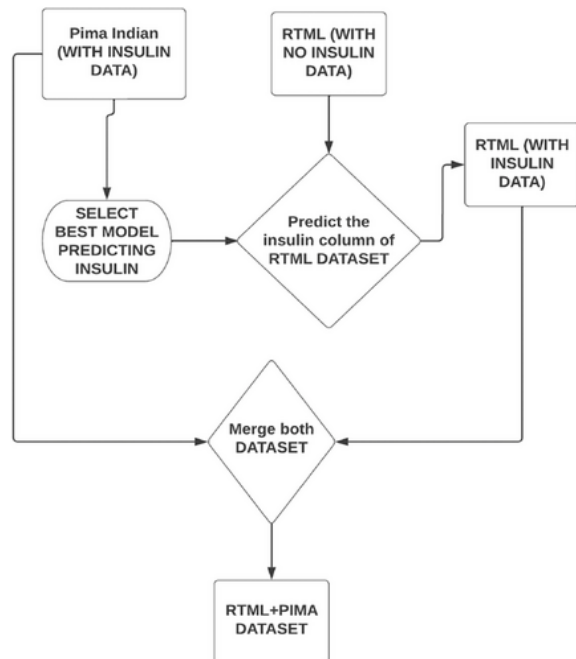 Pima Indian
(WITH INSULIN
DATA)
RTML (WITH
NO INSULIN
DATA)
RTML (WITH
INSULIN
DATA)
SELECT
BEST MODEL
PREDICTING
INSULIN
Predict the
insulin column of
RTML DATASET
Merge both
DATASET
RTML+PIMA
DATASET